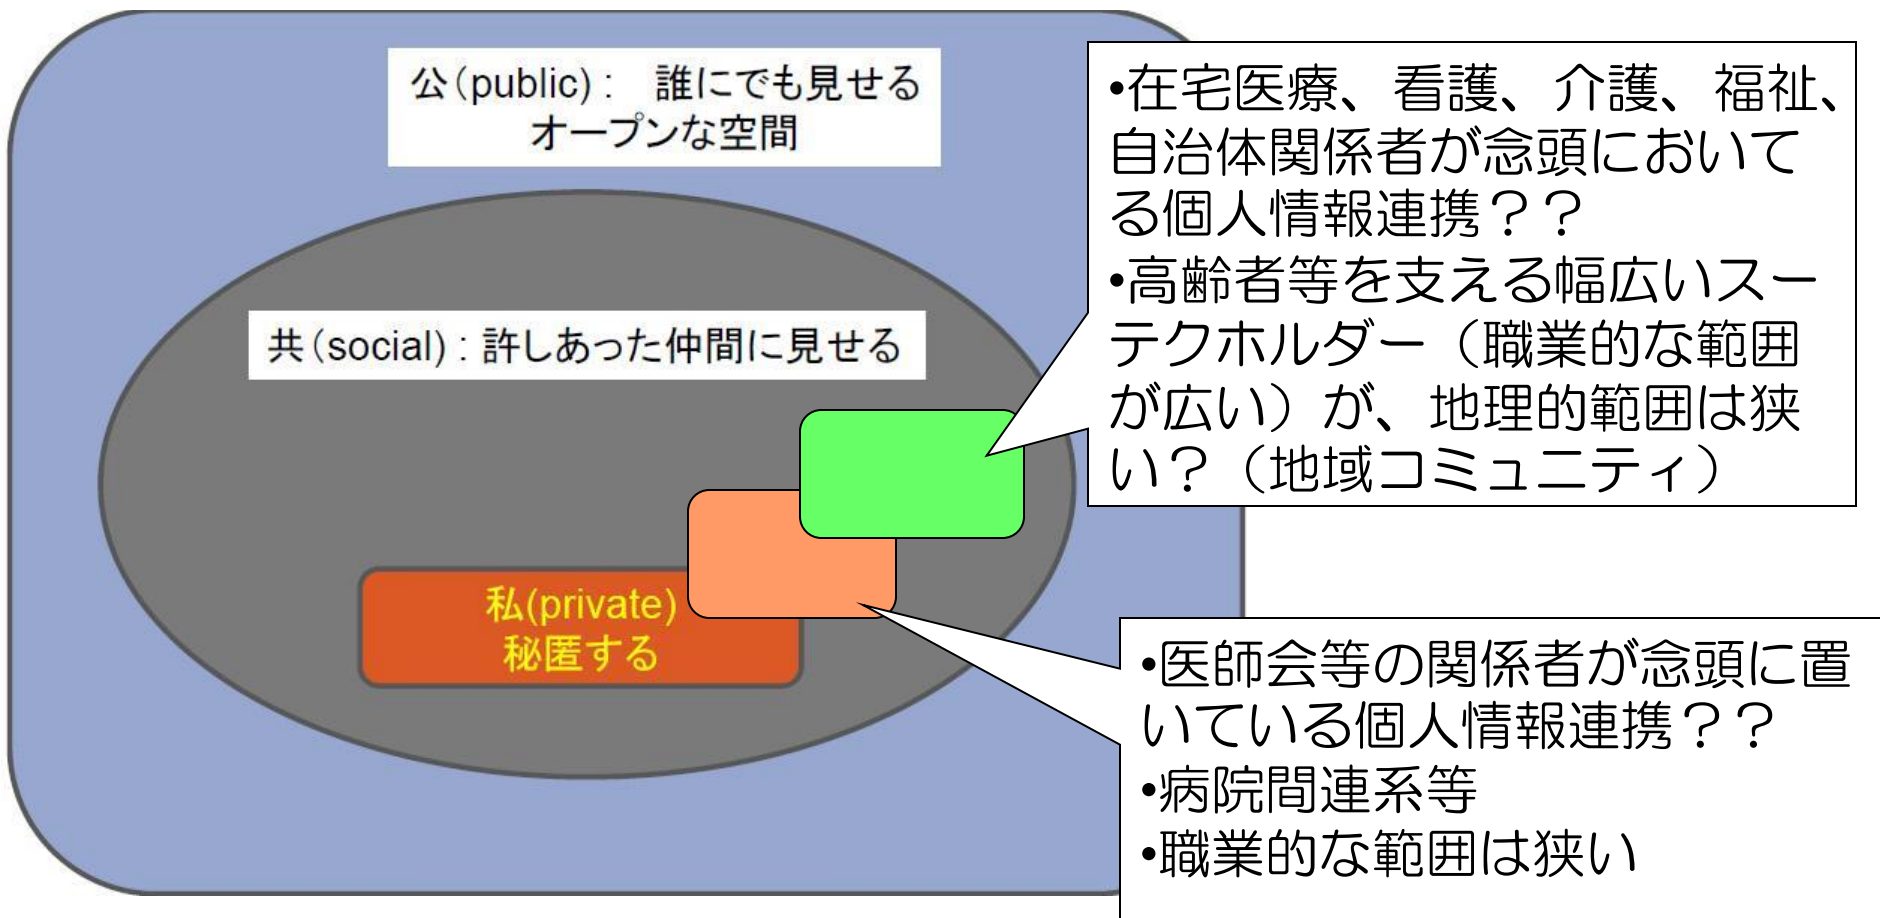 公（public）:　誰にでも見せる
オープンな空間
共（social）: 許しあった仲間に見せる
私(private)
秘匿する
•在宅医療、看護、介護、福祉、
自治体関係者が念頭において
る個人情報連携？？
•高齢者等を支える幅広いスー
テクホルダー（職業的な範囲
が広い）が、地理的範囲は狭
い？（地域コミュニティ）
•医師会等の関係者が念頭に置
いている個人情報連携？？
•病院間連系等
•職業的な範囲は狭い